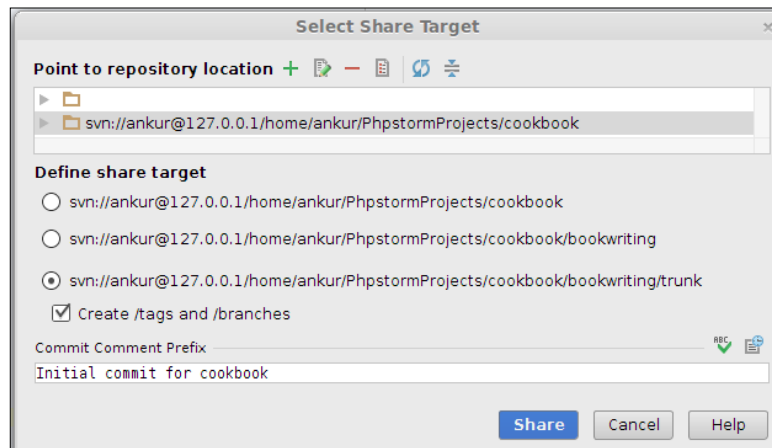 Select Share Target
Point to repository location
svn://ankur@127.0.0.1/home/ankur/PhpstormProjects/cookbook
Define share target
svn://ankur@127.0.0.1/home/ankur/PhpstormProjects/cookbook
svn://ankur@127.0.0.1/home/ankur/PhpstormProjects/cookbook/bookwriting
svn://ankur@127.0.0.1/home/ankur/PhpstormProjects/cookbook/bookwriting/trunk
Create /tags and /branches
Commit Comment Prefix ABC
Initial commit for cookbook
Share Cancel Help